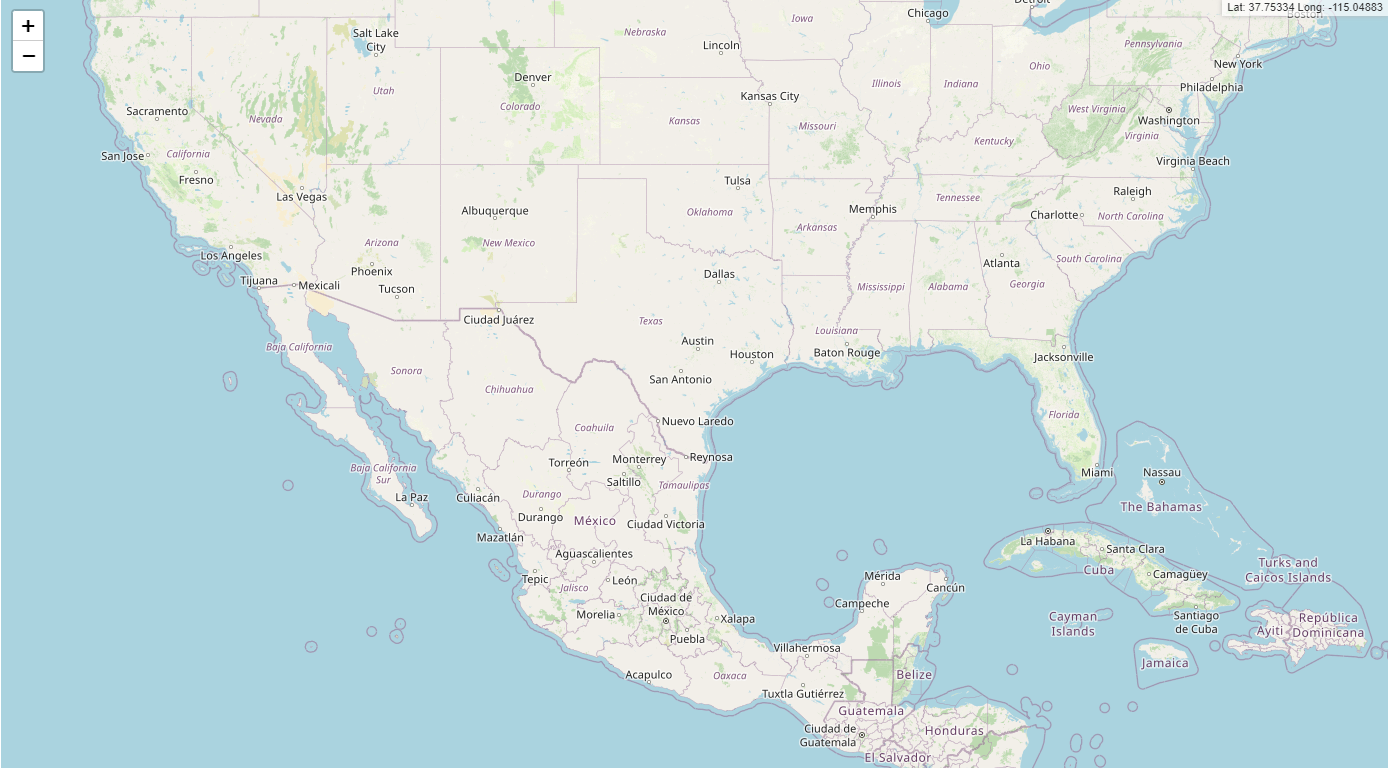 Lat: 37.75334 Long: -115.04883
+
−
Chicago
Detroit
Boston
Iowa
Nebraska
Salt Lake
City
Lincoln
Pennsylvania
New York
Ohio
Denver
Utah
Colorado
Kansas City
Illinois
Indiana
Philadelphia
Sacramento
Nevada
Kansas
Missouri
West Virginia
Washington
Virginia
Kentucky
San Jose
California
Fresno
Virginia Beach
Las Vegas
Tulsa
Raleigh
Tennessee
Albuquerque
Oklahoma
Memphis
Charlotte
North Carolina
Arkansas
Arizona
New Mexico
Los Angeles
South Carolina
Phoenix
Dallas
Atlanta
Tijuana
Mexicali
Tucson
Mississippi
Alabama
Georgia
Ciudad Juárez
Texas
Louisiana
Austin
Baja California
Houston
Baton Rouge
Jacksonville
Sonora
San Antonio
Chihuahua
Florida
Nuevo Laredo
Coahuila
Monterrey
Reynosa
Torreón
Baja California
Sur
Saltillo
Tamaulipas
Miami
Nassau
La Paz
Culiacán
Durango
The Bahamas
Durango
México
Ciudad Victoria
Mazatlán
La Habana
Santa Clara
Aguascalientes
Cuba
Camagüey
Turks and
Caicos Islands
Tepic
León
Jalisco
Mérida
Cancún
Ciudad de
México
Campeche
Morelia
Xalapa
Cayman
Islands
Santiago
de Cuba
Ayiti
República
Dominicana
Puebla
Villahermosa
Jamaica
Acapulco
Oaxaca
Belize
Tuxtla Gutiérrez
Guatemala
Ciudad de
Guatemala
Honduras
El Salvador